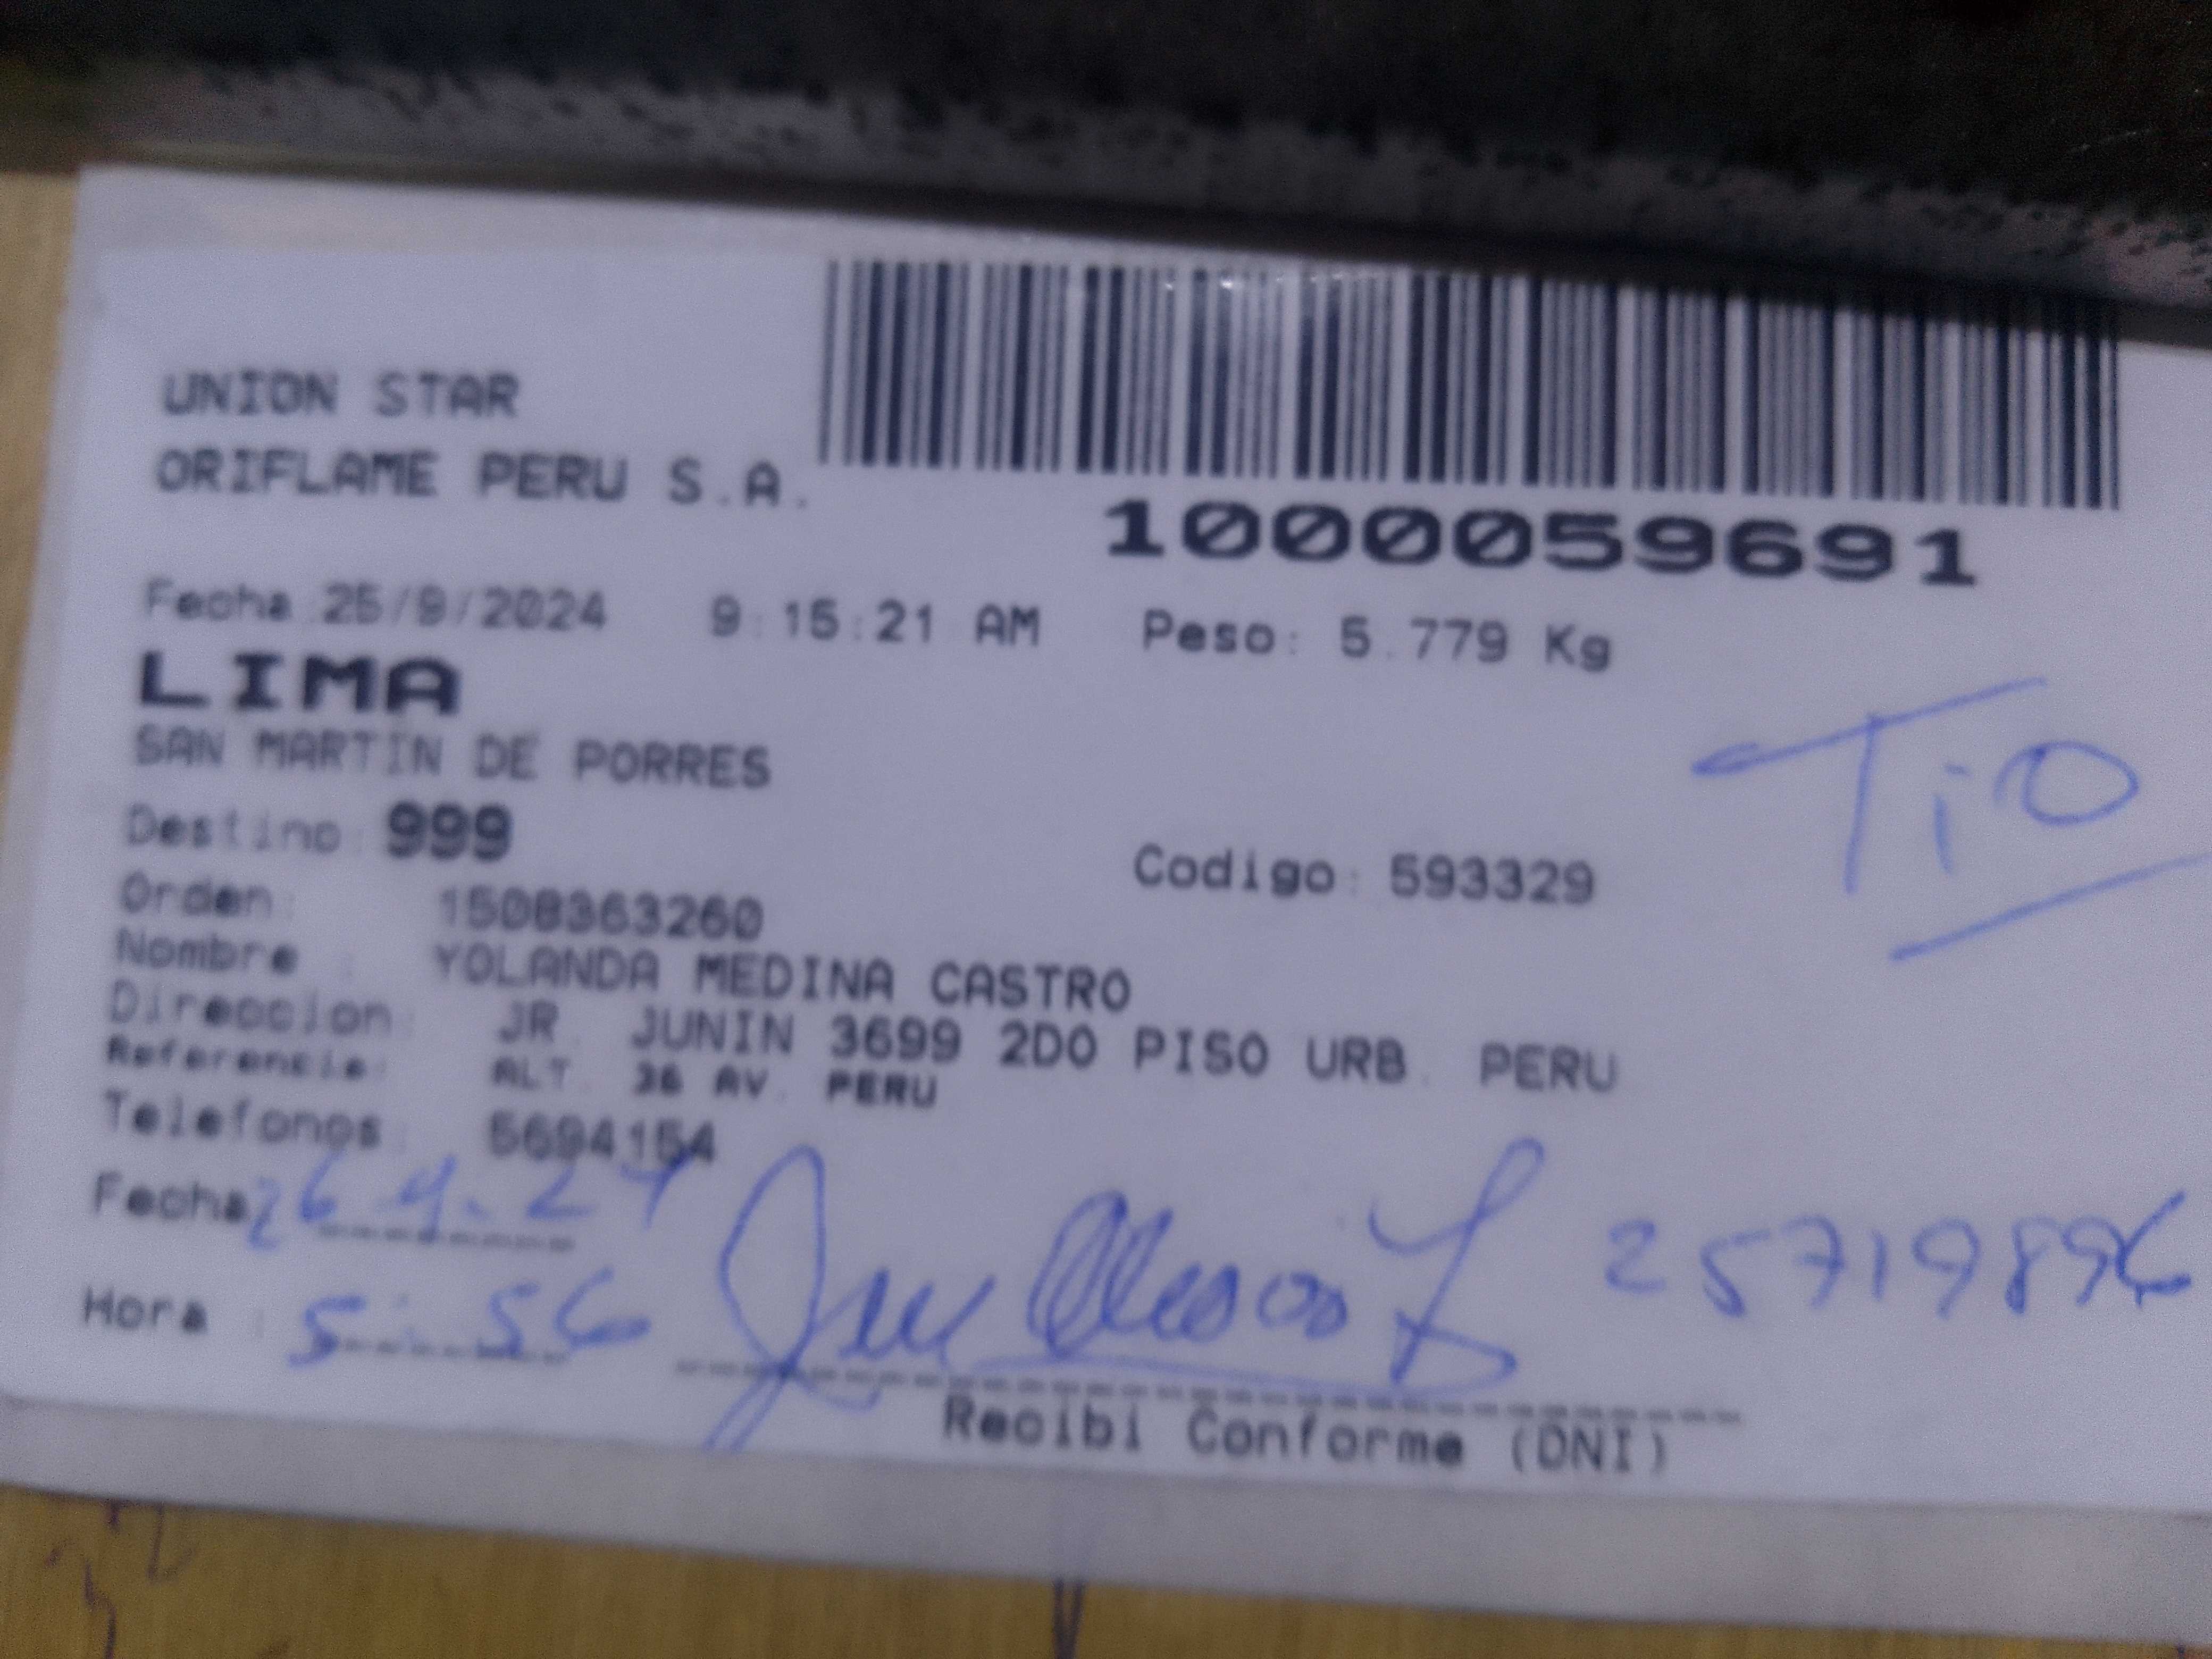 UNION STAR
ORIFLAME PERU S.A.
1000059691
Fecha:25/9/2024 9:15:21 AM Peso: 5.779 Kg
LIMA
SAN MARTIN DE PORRES
TiO
Destino: 999
Codigo: 593329
Orden: 1508363260
Nombre : YOLANDA MEDINA CASTRO
Direccion: JR. JUNIN 3699 2DO PISO URB. PERU
Referencia: ALT. 36 AV. PERU
Telefonos: 5694154
Fecha 26 9.24
25719896
Hora : 5:56
Recibi Conforme (DNI)